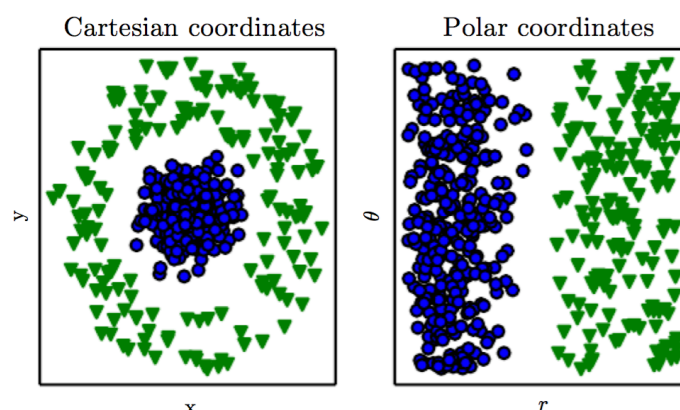 Cartesian coordinates
Polar coordinates
y
x
θ
r